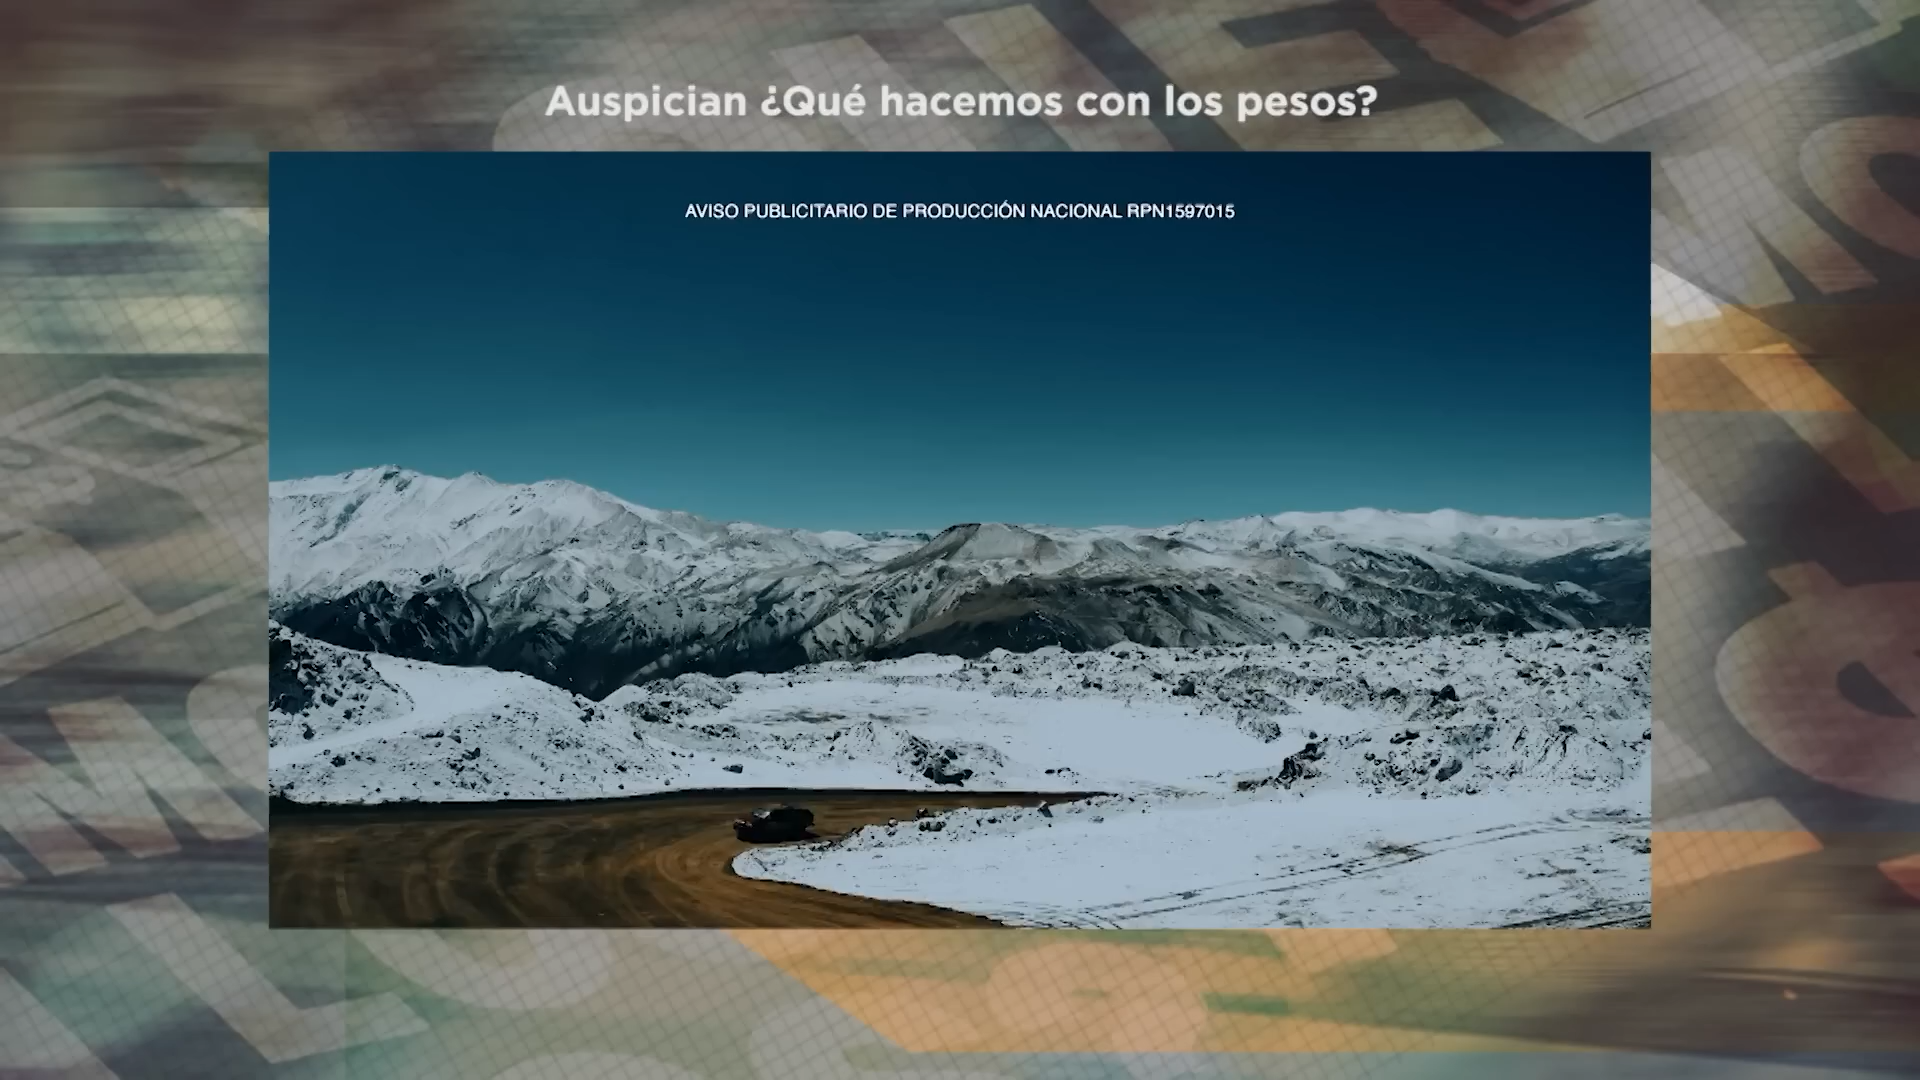 Auspician ¿Qué hacemos con los pesos?
AVISO PUBLICITARIO DE PRODUCCIÓN NACIONAL RPN1597015